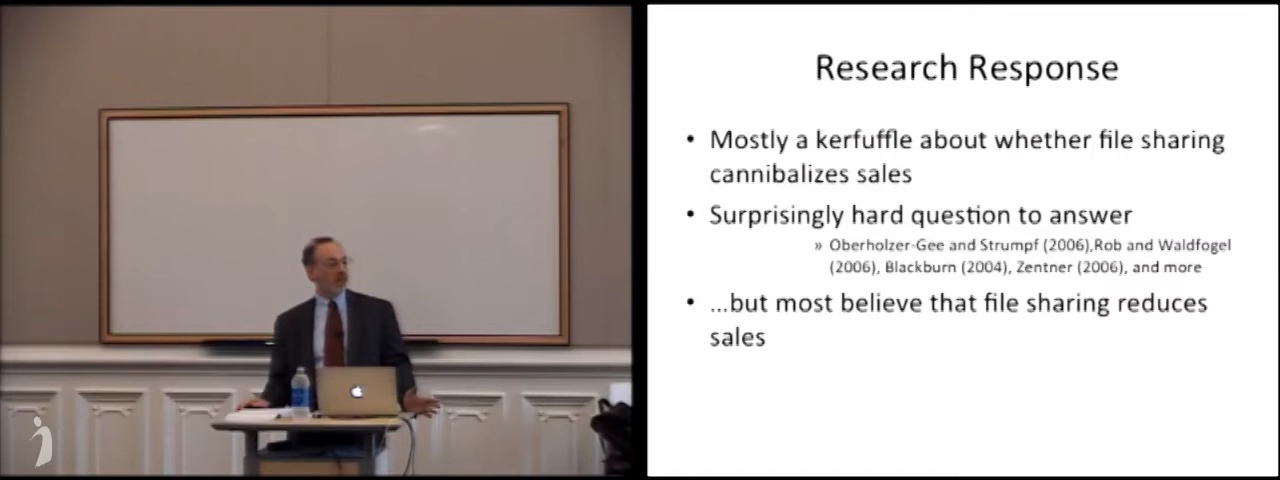 Research Response
• Mostly a kerfuffle about whether file sharing
cannibalizes sales
• Surprisingly hard question to answer
» Oberholzer-Gee and Strumpf (2006),Rob and Waldfogel
(2006), Blackburn (2004), Zentner (2006), and more
• ...but most believe that file sharing reduces
sales